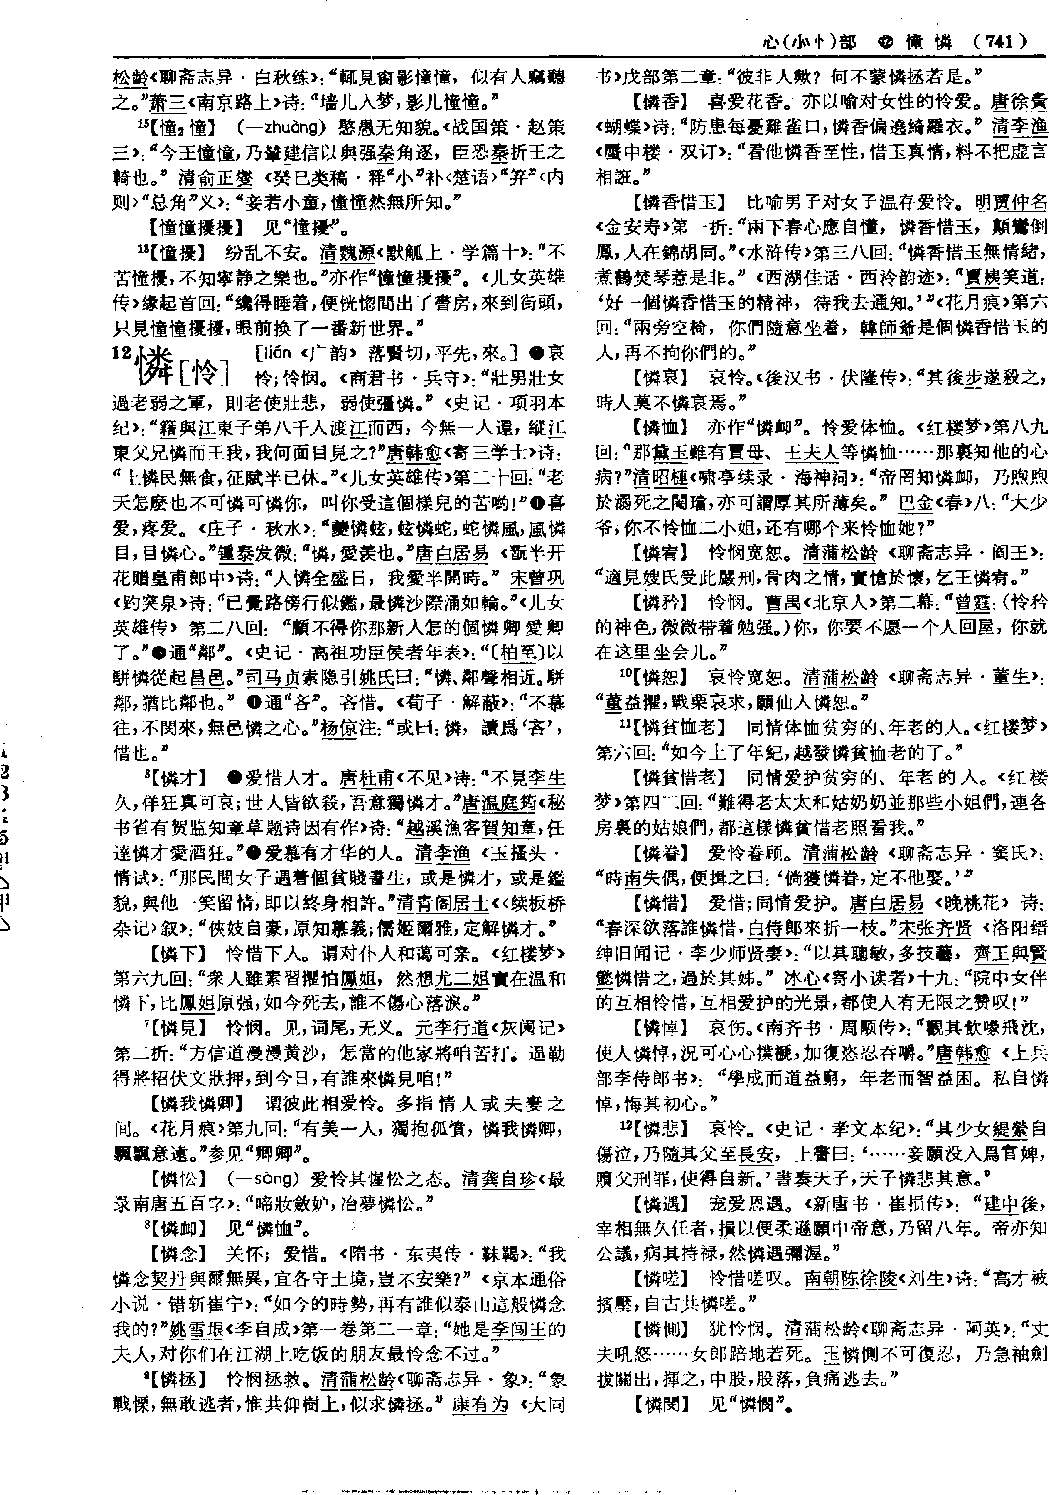 心(小忄)部 ⑫ 憧 憐 (741)
松龄<聊斋志异·白秋练>:“輒見窗影憧憧，似有人竊聽
之。”萧三<南京路上>诗:“墙儿入梦,影儿憧憧。”
¹⁵【憧₂憧】 (—zhuàng) 愍愚无知貌。<战国策·赵策
三>:“今王憧憧,乃輦建信以與强秦角逐，臣恐秦折王之
輢也。” 清俞正燮 <癸巳类稿·释“小”补<楚语>“笄”<内
则>“总角”义>:“妾若小童,憧憧然無所知。”
【憧憧擾擾】 见“憧擾”。
¹⁸【憧擾】 纷乱不安。清魏源<默觚上·学篇十>:“不
苦憧擾,不知寧静之樂也。”亦作“憧憧擾擾”。<儿女英雄
传>缘起首回:“纔得睡着,便恍惚間出了書房,來到街頭,
只見憧憧擾擾,眼前换了一番新世界。”
12憐[怜] [lián <广韵> 落賢切,平先,來。] ❶哀
怜;怜悯。<商君书·兵守>:“壯男壯女
過老弱之軍，則老使壯悲，弱使彊憐。” <史记·项羽本
纪>:“籍與江東子弟八千人渡江而西，今無一人還，縱江
東父兄憐而王我,我何面目見之?”唐韩愈<寄三学士>诗:
“上憐民無食,征賦半已休。”<儿女英雄传>第二十回:“老
天怎麽也不可憐可憐你，叫你受這個樣兒的苦喲!”❷喜
爱,疼爱。<庄子·秋水>:“夔憐蚿,蚿憐蛇,蛇憐風,風憐
目,目憐心。”锺泰发微:“憐,愛羨也。”唐白居易 <翫半开
花赠皇甫郎中>诗:“人憐全盛日，我愛半開時。” 宋曾巩
<趵突泉>诗:“已覺路傍行似鑑,最憐沙際涌如輪。”<儿女
英雄传> 第二八回: “顧不得你那新人怎的個憐卿愛卿
了。”❸通“鄰”。<史记·高祖功臣侯者年表>:“〔柏至〕以
駢憐從起昌邑。”司马贞索隐引姚氏曰:“憐、鄰聲相近。駢
鄰,猶比鄰也。” ❹通“吝”。吝惜。<荀子·解蔽>:“不慕
往,不閔來,無邑憐之心。”杨倞注:“或曰:憐，讀爲‘吝’,
惜也。”
³【憐才】 ❶爱惜人才。唐杜甫<不见>诗:“不見李生
久,佯狂真可哀;世人皆欲殺,吾意獨憐才。”唐温庭筠<秘
书省有贺监知章草题诗因有作>诗:“越溪漁客賀知章,任
達憐才愛酒狂。”❷爱慕有才华的人。清李渔 <玉搔头·
情试>:“那民間女子遇着個貧賤書生，或是憐才，或是鑑
貌,與他一笑留情,即以終身相許。”清苕阁居士<<续板桥
杂记>叙>:“俠妓自豪,原知慕義;儒姬爾雅,定解憐才。”
【憐下】 怜惜下人。谓对仆人和蔼可亲。<红楼梦>
第六九回:“衆人雖素習懼怕鳳姐，然想尤二姐實在温和
憐下,比鳳姐原强,如今死去,誰不傷心落淚。”
⁷【憐見】 怜悯。见,词尾,无义。元李行道<灰阑记>
第二折:“方信道漫漫黄沙，怎當的他家將咱苦打。逼勒
得將招伏文狀押,到今日,有誰來憐見咱!”
【憐我憐卿】 谓彼此相爱怜。多指情人或夫妻之
间。<花月痕>第九回:“有美一人，獨抱孤貞，憐我憐卿,
飄飄意遠。”参见“卿卿”。
【憐忪】 (—sōng) 爱怜其惺忪之态。清龚自珍<最
录南唐五百字>:“啼妝斂妒,冶夢憐忪。”
⁸【憐卹】 见“憐恤”。
【憐念】 关怀；爱惜。<隋书·东夷传·靺鞨>:“我
憐念契丹與爾無異,宜各守土境,豈不安樂?” <京本通俗
小说·错斩崔宁>:“如今的時勢,再有誰似泰山這般憐念
我的?”姚雪垠<李自成>第一卷第二一章:“她是李闯王的
夫人,对你们在江湖上吃饭的朋友最怜念不过。”
⁹【憐拯】 怜悯拯救。清蒲松龄<聊斋志异·象>:“象
戰慄,無敢逃者,惟共仰樹上,似求憐拯。” 康有为 <大同
书>戊部第二章:“彼非人歟? 何不蒙憐拯若是。”
【憐香】 喜爱花香。亦以喻对女性的怜爱。唐徐夤
<蝴蝶>诗:“防患每憂雞雀口,憐香偏遶綺羅衣。” 清李渔
<蜃中楼·双订>:“看他憐香至性,惜玉真情,料不把虚言
相誑。”
【憐香惜玉】 比喻男子对女子温存爱怜。明贾仲名
<金安寿>第一折:“兩下春心應自懂，憐香惜玉，顛鸞倒
鳳,人在錦胡同。”<水浒传>第三八回:“憐香惜玉無情緒,
煮鶴焚琴惹是非。” <西湖佳话·西泠韵迹>:“賈姨笑道:
‘好一個憐香惜玉的精神，待我去通知。’”<花月痕>第六
回:“兩旁空椅，你們隨意坐着，韓師爺是個憐香惜玉的
人,再不拘你們的。”
【憐哀】 哀怜。<後汉书·伏隆传>:“其後步遂殺之,
時人莫不憐哀焉。”
【憐恤】 亦作“憐卹”。怜爱体恤。<红楼梦>第八九
回:“那黛玉雖有賈母、王夫人等憐恤……那裏知他的心
病?”清昭槤<啸亭续录·海神祠>:“帝罔知憐卹，乃煦煦
於溺死之閹璫,亦可謂厚其所薄矣。” 巴金<春>八:“大少
爷,你不怜恤二小姐,还有哪个来怜恤她?”
【憐宥】 怜悯宽恕。清蒲松龄 <聊斋志异·阎王>:
“適見嫂氏受此嚴刑,骨肉之情,實愴於懷,乞王憐宥。”
【憐矜】 怜悯。曹禺<北京人>第二幕:“曾霆:(怜矜
的神色,微微带着勉强。)你，你要不愿一个人回屋，你就
在这里坐会儿。”
¹⁰【憐恕】 哀怜宽恕。清蒲松龄 <聊斋志异·董生>:
“董益懼,戰栗哀求,願仙人憐恕。”
¹¹【憐貧恤老】 同情体恤贫穷的、年老的人。<红楼梦>
第六回:“如今上了年紀,越發憐貧恤老的了。”
【憐貧惜老】 同情爱护贫穷的、年老的人。<红楼
梦>第四二回:“難得老太太和姑奶奶並那些小姐們,連各
房裏的姑娘們,都這樣憐貧惜老照看我。”
【憐眷】 爱怜眷顾。清蒲松龄 <聊斋志异·窦氏>:
“時南失偶,便揖之曰:‘倘獲憐眷,定不他娶。’”
【憐惜】 爱惜;同情爱护。唐白居易 <晚桃花> 诗:
“春深欲落誰憐惜,白侍郎來折一枝。”宋张齐贤 <洛阳缙
绅旧闻记·李少师贤妻>:“以其聰敏,多技藝，齊王與賢
懿憐惜之,過於其姊。” 冰心<寄小读者>十九:“院中女伴
的互相怜惜,互相爱护的光景,都使人有无限之赞叹!”
【憐悼】 哀伤。<南齐书·周颙传>:“觀其飲喙飛沈,
使人憐悼,況可心心撲褫,加復恣忍吞嚼。”唐韩愈 <上兵
部李侍郎书>: “學成而道益窮，年老而智益困。私自憐
悼,悔其初心。”
¹²【憐悲】 哀怜。<史记·孝文本纪>:“其少女緹縈自
傷泣,乃隨其父至長安，上書曰:‘……妾願没入爲官婢,
贖父刑罪,使得自新。’書奏天子,天子憐悲其意。”
【憐遇】 宠爱恩遇。<新唐书·崔损传>: “建中後,
宰相無久任者,損以便柔遜願中帝意,乃留八年。帝亦知
公議,病其持禄,然憐遇彌渥。”
【憐嗟】 怜惜嗟叹。南朝陈徐陵<刘生>诗:“高才被
擯壓,自古共憐嗟。”
【憐惻】 犹怜悯。清蒲松龄<聊斋志异·阿英>:“丈
夫吼怒……女郎踣地若死。玉憐惻不可復忍，乃急袖劍
拔關出,揮之,中股,股落,負痛逃去。”
【憐閔】 见“憐憫”。